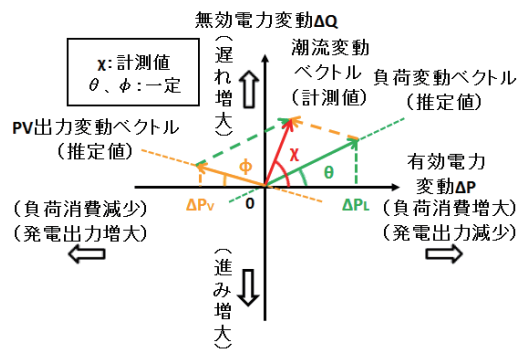 無効電力変動ΔQ
χ:計測値
θ、φ:一定
(遅れ増大)
潮流変動
ベクトル
(計測値)
負荷変動ベクトル
(推定値)
PV出力変動ベクトル
(推定値)
φ
χ
θ
有効電力
変動ΔP
ΔPV
0
ΔPL
(負荷消費減少)
(発電出力増大)
(負荷消費増大)
(発電出力減少)
(進み増大)